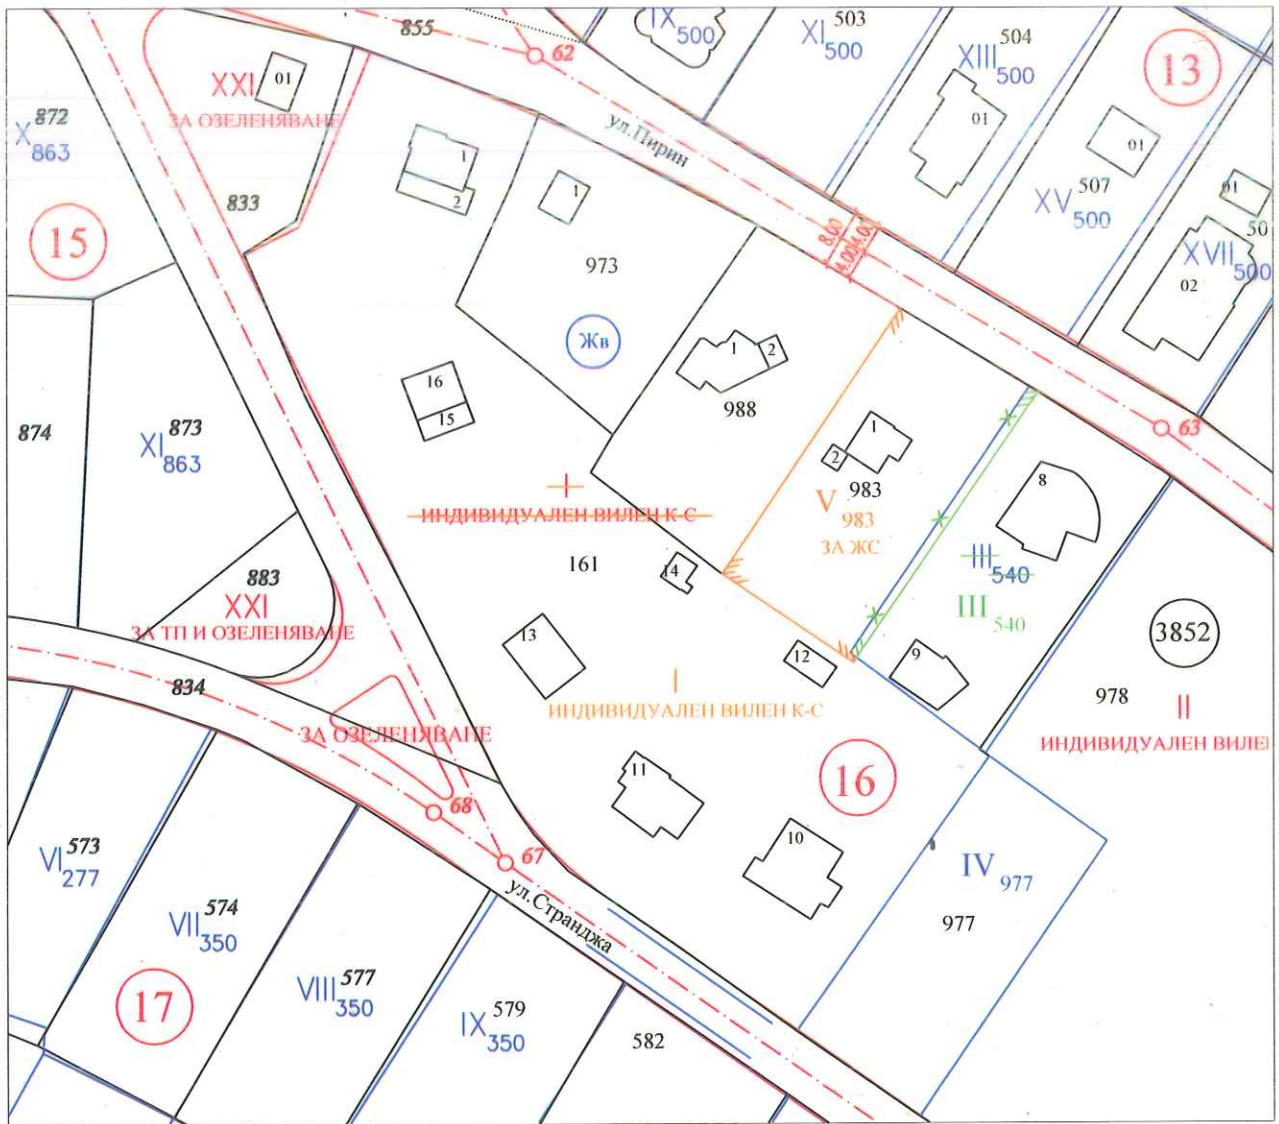 855
62
IX 500
XI 503 500
XIII 504 500
13
XXI 01
ЗА ОЗЕЛЕНЯВАНЕ
X 872 863
ул.Пирин
01
01
XV 507 500
01
50
XVII 500
02
1
2
1
833
15
8.00
4.00 4.00
973
Жв
1
2
988
16
15
63
874
XI 873 863
1
2
983
V 983
ЗА ЖС
8
I
ИНДИВИДУАЛЕН ВИЛЕН К-С
161
14
III 540
III 540
883
XXI
ЗА ТП И ОЗЕЛЕНЯВАНЕ
13
12
9
3852
834
I
ИНДИВИДУАЛЕН ВИЛЕН К-С
978
II
ИНДИВИДУАЛЕН ВИЛЕ
ЗА ОЗЕЛЕНЯВАНЕ
11
16
68
10
67
VI 573 277
IV 977
977
ул.Странджа
VII 574 350
VIII 577 350
17
IX 579 350
582